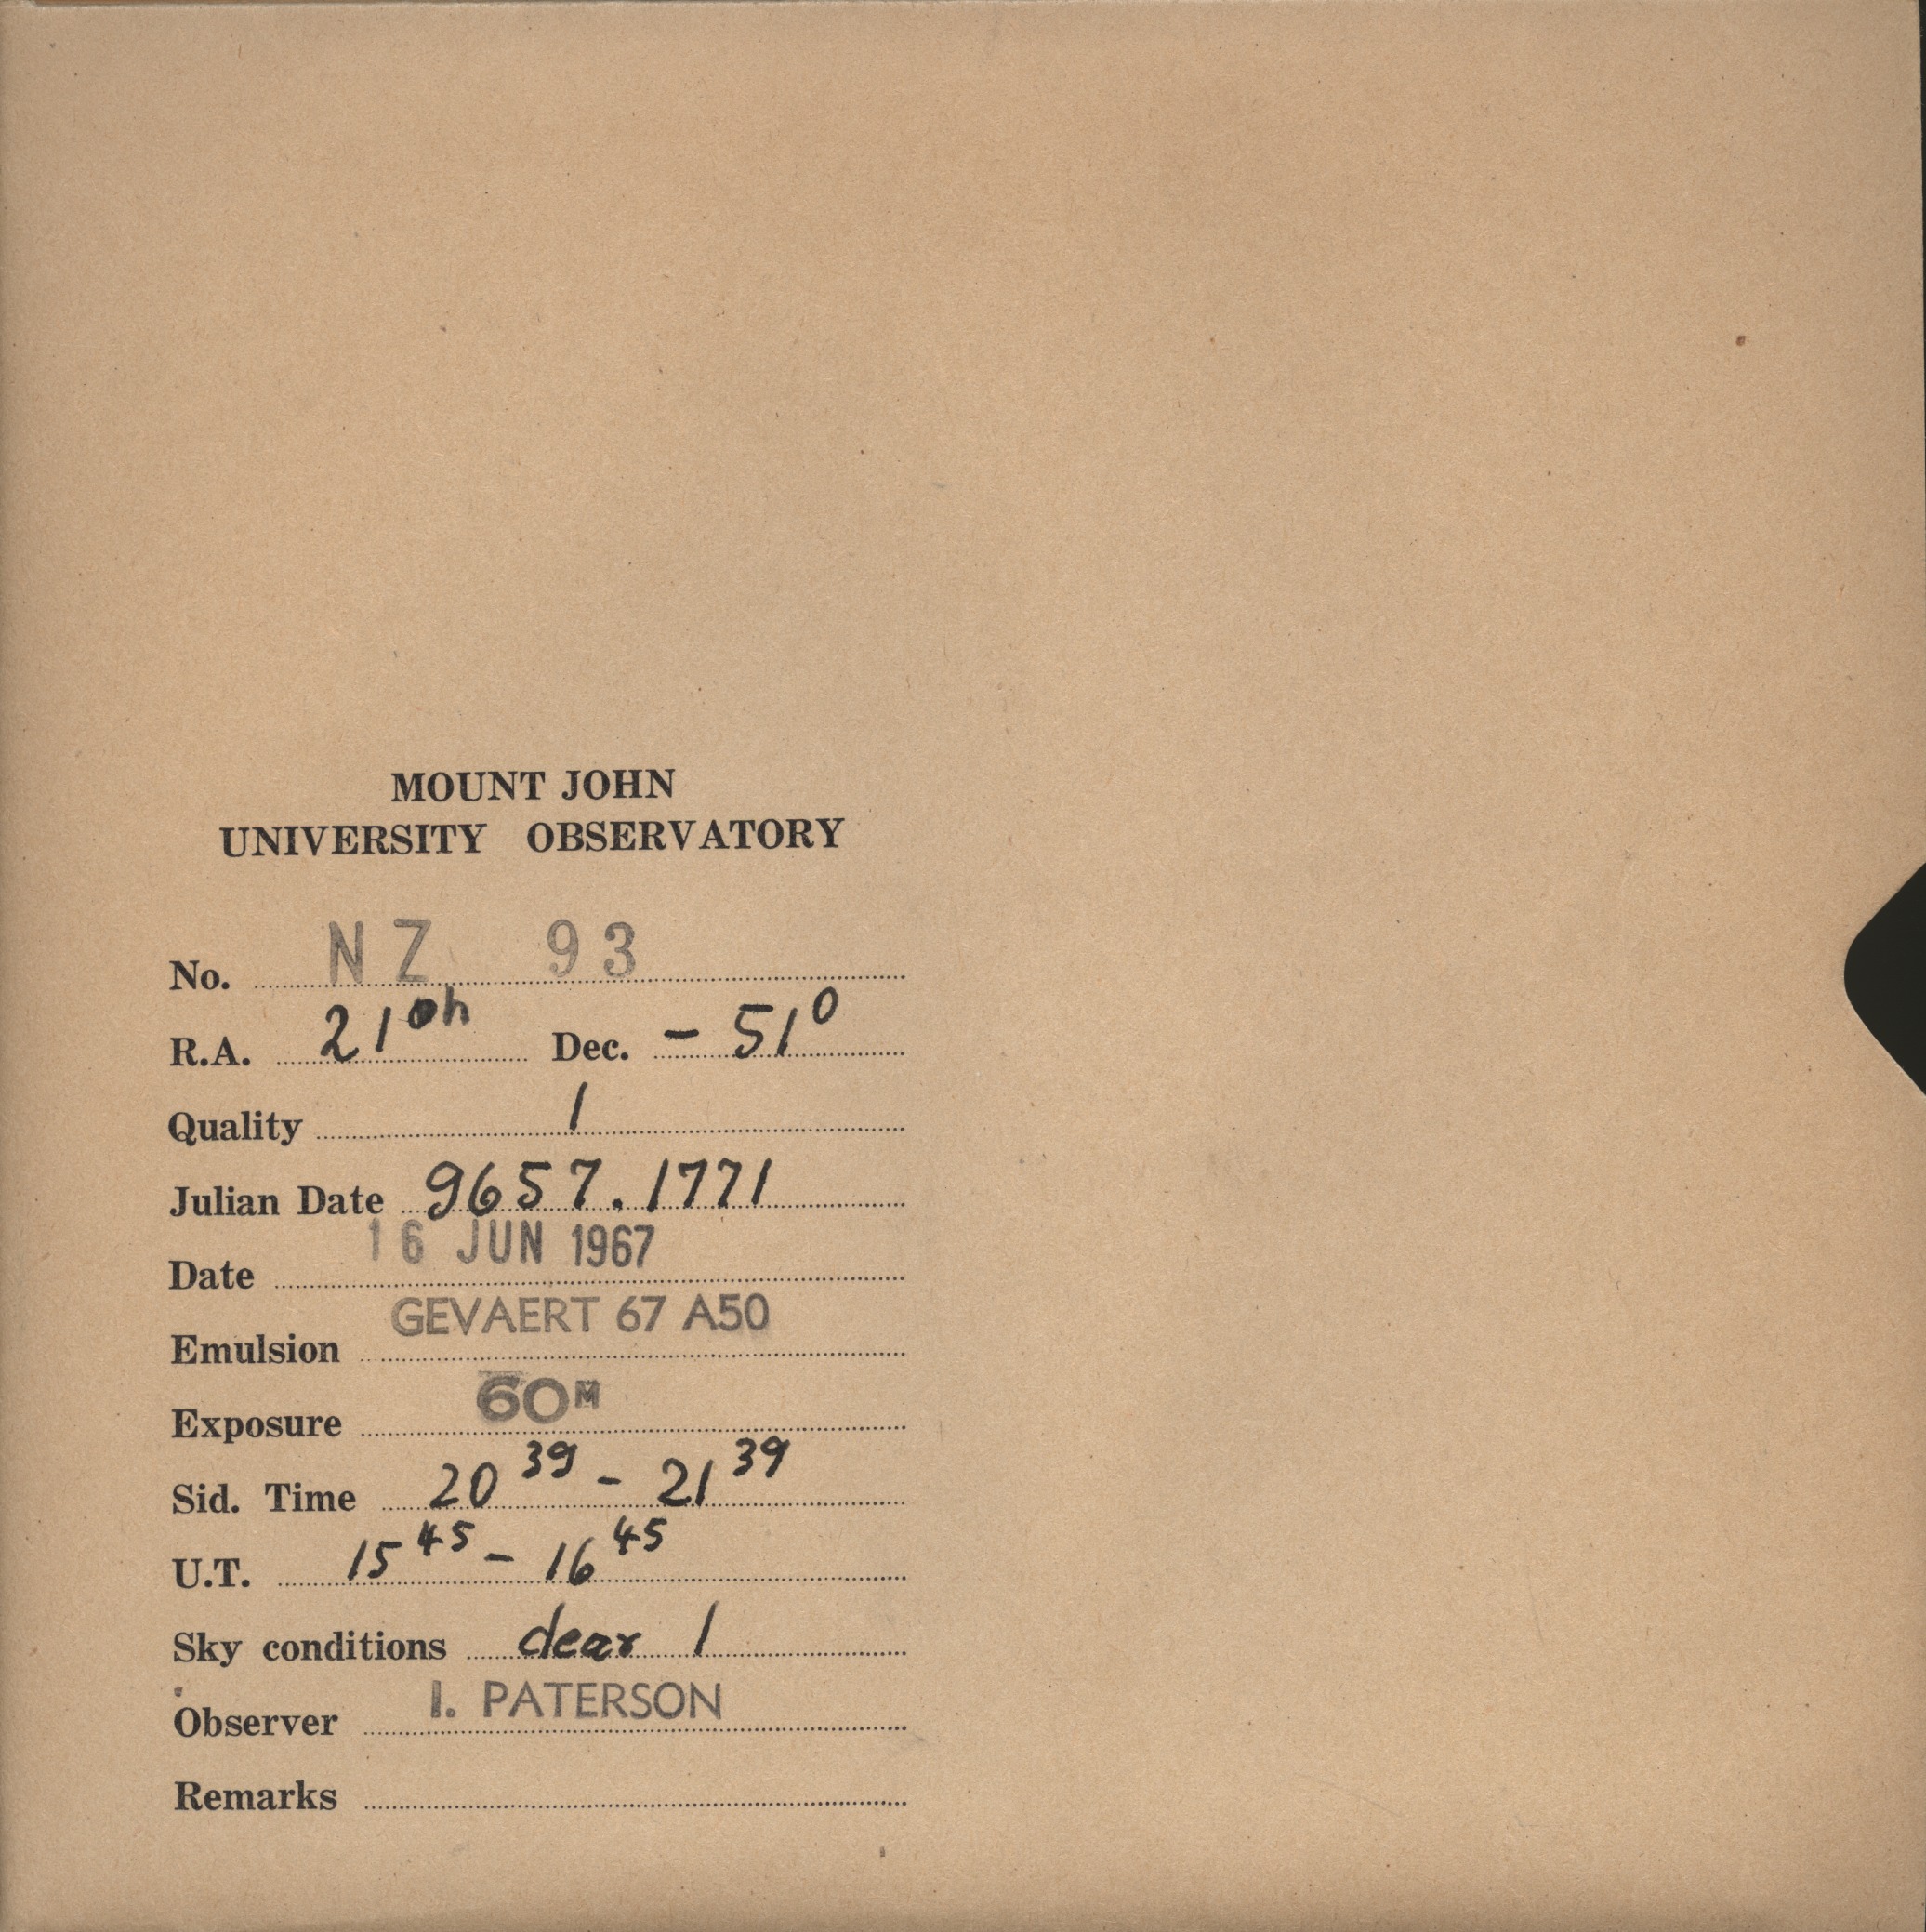 MOUNT JOHN
UNIVERSITY OBSERVATORY
No. NZ 93
R.A. 21 0h Dec. - 51°
Quality 1
Julian Date 9657.1771
Date 16 JUN 1967
Emulsion GEVAERT 67 A50
Exposure 60M
Sid. Time 20 39 - 21 39
U.T. 15 45 - 16 45
Sky conditions clear 1
Observer I. PATERSON
Remarks